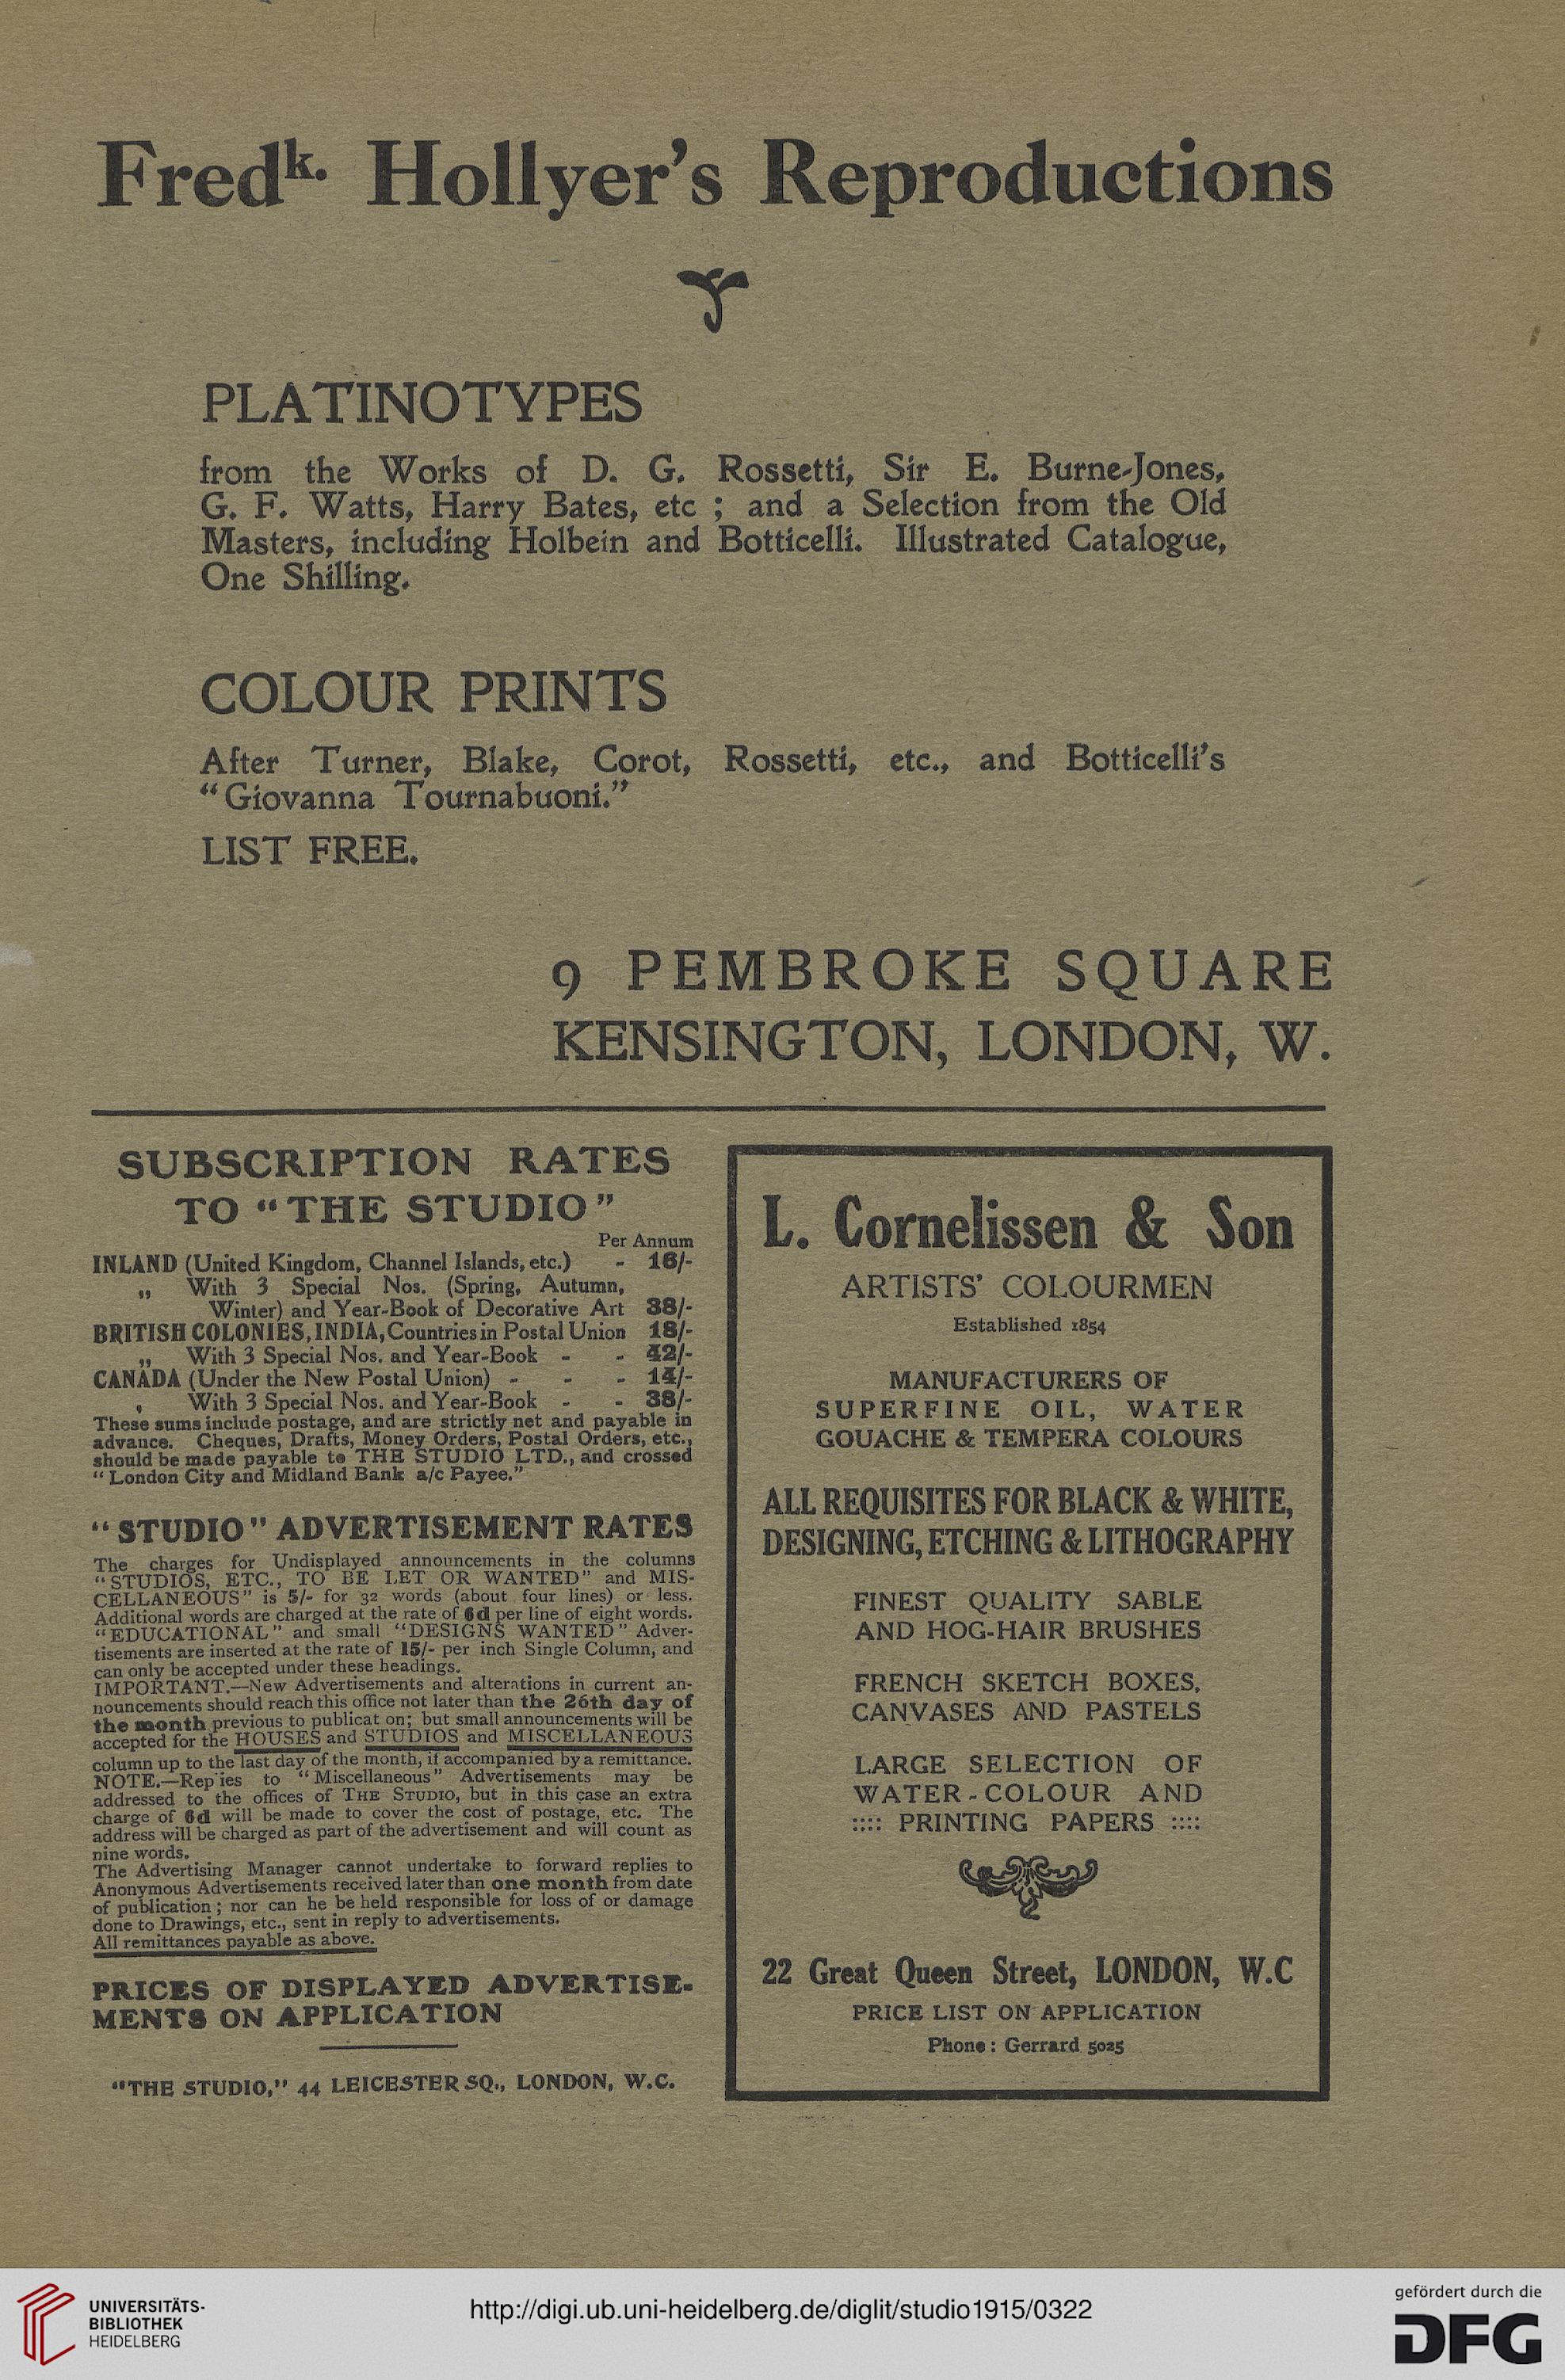 Fredk. Hollyer's Reproductions
PLATINOTYPES
from the Works of D. G. Rossetti, Sir E. Burne-Jones,
G. F. Watts, Harry Bates, etc ; and a Selection from the Old
Masters, including Holbein and Botticelli. Illustrated Catalogue,
One Shilling.
COLOUR PRINTS
After Turner, Blake, Corot, Rossetti, etc., and Botticelli's
"Giovanna Tournabuoni."
LIST FREE.
9 PEMBROKE SQUARE
KENSINGTON, LONDON, W.
SUBSCRIPTION RATES
TO "THE STUDIO"
Per Annum
INLAND (United Kingdom, Channel Islands, etc.) - 16/-
„ With 3 Special Nos. (Spring, Autumn,
Winter) and Year-Book of Decorative Art 38/-
BRITISH COLONIES, INDIA, Countries in Postal Union 18/-
„ With 3 Special Nos. and Year-Book - - 42/-
CANADA (Under the New Postal Union) - - - 14/-
, With 3 Special Nos. and Year-Book - - 38/-
These sums include postage, and are strictly net and payable in
advance. Cheques, Drafts, Money Orders, Postal Orders, etc.,
should be made payable to THE STUDIO LTD., and crossed
"London City and Midland Bank a/c Payee."
"STUDIO" ADVERTISEMENT RATES
The charges for Undisplayed announcements in the columns
"STUDIOS, ETC., TO BE LET OR WANTED" and MIS-
CELLANEOUS" is 5/- for 32 words (about four lines) or less.
Additional words are charged at the rate of 6d per line of eight words.
"EDUCATIONAL" and small "DESIGNS WANTED" Adver-
tisements are inserted at the rate of 15/- per inch Single Column, and
can only be accepted under these headings.
IMPORTANT.—New Advertisements and alterations in current an-
nouncements should reach this office not later than the 26th day of
the month previous to publicat on; but small announcements will be
accepted for the HOUSES and STUDIOS and MISCELLANEOUS
column up to the last day of the month, if accompanied by a remittance.
NOTE.—Rep ies to "Miscellaneous" Advertisements may be
addressed to the offices of THE STUDIO, but in this case an extra
charge of 6d will be made to cover the cost of postage, etc. The
address will be charged as part of the advertisement and will count as
nine words.
The Advertising Manager cannot undertake to forward replies to
Anonymous Advertisements received later than one month from date
of publication ; nor can he be held responsible for loss of or damage
done to Drawings, etc., sent in reply to advertisements.
All remittances payable as above.
PRICES OF DISPLAYED ADVERTISE-
MENTS ON APPLICATION
"THE STUDIO," 44 LEICESTER SQ., LONDON, W.C.
L. Cornelissen & Son
ARTISTS' COLOURMEN
Established 1854
MANUFACTURERS OF
SUPERFINE OIL, WATER
GOUACHE & TEMPERA COLOURS
ALL REQUISITES FOR BLACK & WHITE,
DESIGNING, ETCHING & LITHOGRAPHY
FINEST QUALITY SABLE
AND HOG-HAIR BRUSHES
FRENCH SKETCH BOXES,
CANVASES AND PASTELS
LARGE SELECTION OF
WATER-COLOUR AND
:::: PRINTING PAPERS ::::
22 Great Queen Street, LONDON, W.C
PRICE LIST ON APPLICATION
Phone: Gerrard 5025
UNIVERSITÄTS-
BIBLIOTHEK
HEIDELBERG
http://digi.ub.uni-heidelberg.de/diglit/studio1915/0322
gefördert durch die
DFG